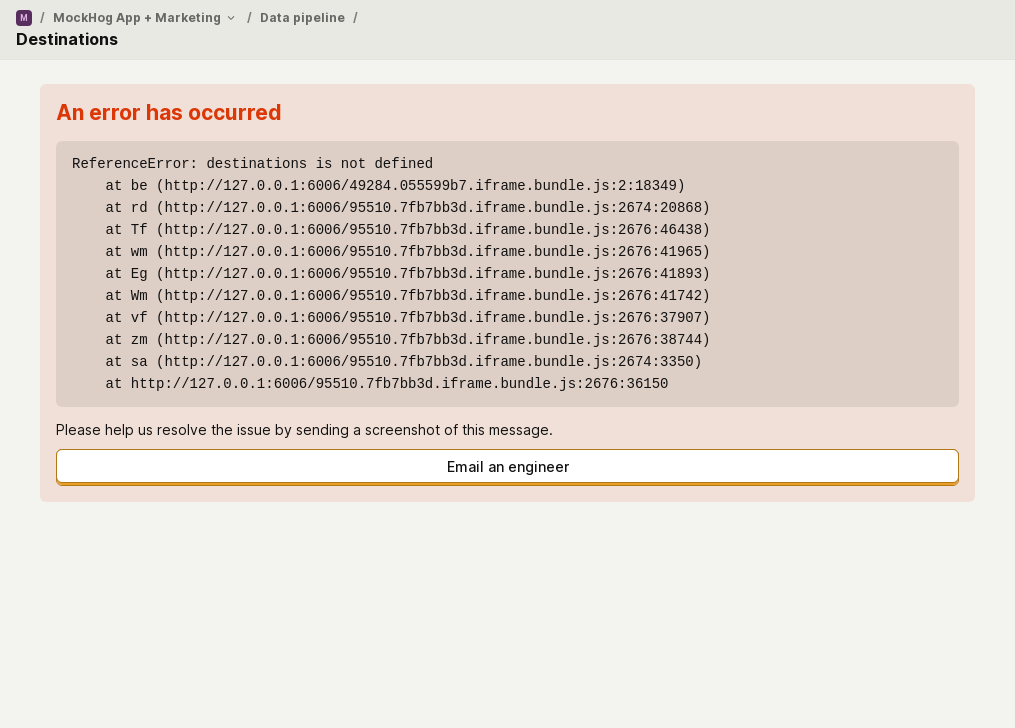 M / MockHog App + Marketing / Data pipeline /
Destinations
An error has occurred
ReferenceError: destinations is not defined
    at be (http://127.0.0.1:6006/49284.055599b7.iframe.bundle.js:2:18349)
    at rd (http://127.0.0.1:6006/95510.7fb7bb3d.iframe.bundle.js:2674:20868)
    at Tf (http://127.0.0.1:6006/95510.7fb7bb3d.iframe.bundle.js:2676:46438)
    at wm (http://127.0.0.1:6006/95510.7fb7bb3d.iframe.bundle.js:2676:41965)
    at Eg (http://127.0.0.1:6006/95510.7fb7bb3d.iframe.bundle.js:2676:41893)
    at Wm (http://127.0.0.1:6006/95510.7fb7bb3d.iframe.bundle.js:2676:41742)
    at vf (http://127.0.0.1:6006/95510.7fb7bb3d.iframe.bundle.js:2676:37907)
    at zm (http://127.0.0.1:6006/95510.7fb7bb3d.iframe.bundle.js:2676:38744)
    at sa (http://127.0.0.1:6006/95510.7fb7bb3d.iframe.bundle.js:2674:3350)
    at http://127.0.0.1:6006/95510.7fb7bb3d.iframe.bundle.js:2676:36150
Please help us resolve the issue by sending a screenshot of this message.
Email an engineer